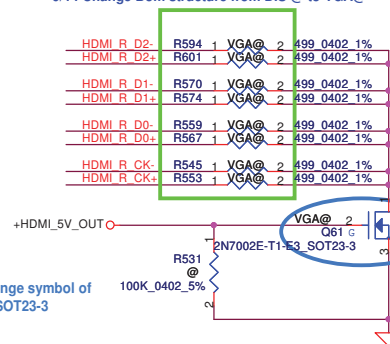 HDMI_R_D2- R594 1 VGA@ 2 499_0402_1%
HDMI_R_D2+ R601 1 VGA@ 2 499_0402_1%
HDMI_R_D1- R570 1 VGA@ 2 499_0402_1%
HDMI_R_D1+ R574 1 VGA@ 2 499_0402_1%
HDMI_R_D0- R559 1 VGA@ 2 499_0402_1%
HDMI_R_D0+ R567 1 VGA@ 2 499_0402_1%
HDMI_R_CK- R545 1 VGA@ 2 499_0402_1%
HDMI_R_CK+ R553 1 VGA@ 2 499_0402_1%
1
+HDMI_5V_OUT VGA@ 2
Q61 G
2N7002E-T1-E3_SOT23-3
1
3
R531
@
100K_0402_5%
2
nge symbol of
SOT23-3